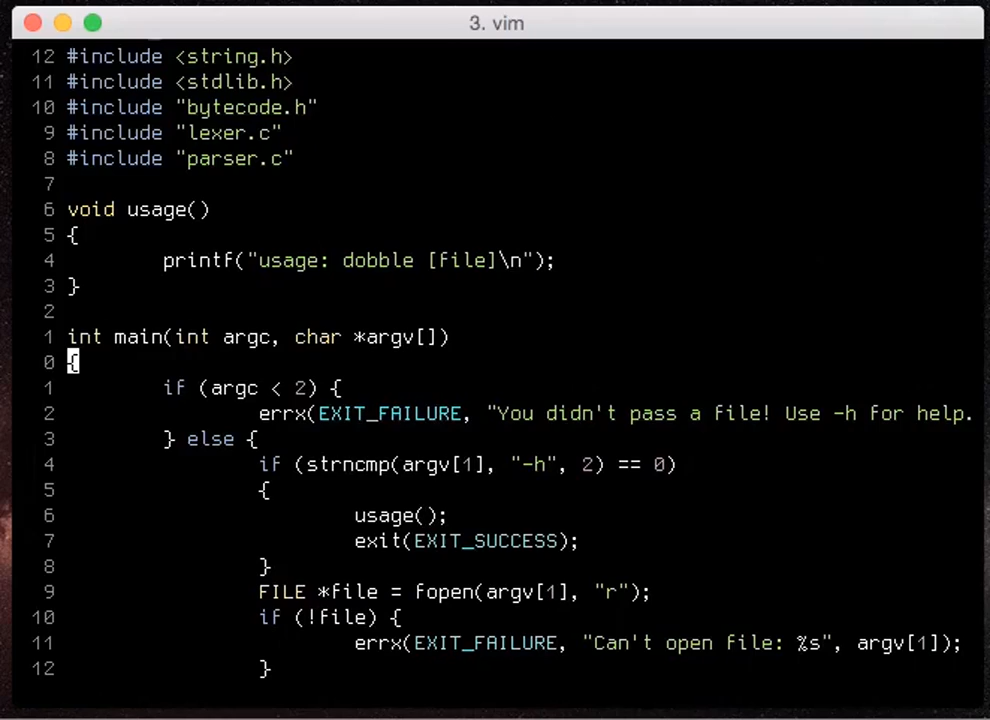 3. vim
12 #include <string.h>
11 #include <stdlib.h>
10 #include "bytecode.h"
9 #include "lexer.c"
8 #include "parser.c"
7
6 void usage()
5 {
4         printf("usage: dobble [file]\n");
3 }
2
1 int main(int argc, char *argv[])
0 {
1         if (argc < 2) {
2                 errx(EXIT_FAILURE, "You didn't pass a file! Use -h for help.
3         } else {
4                 if (strncmp(argv[1], "-h", 2) == 0)
5                 {
6                         usage();
7                         exit(EXIT_SUCCESS);
8                 }
9                 FILE *file = fopen(argv[1], "r");
10                 if (!file) {
11                         errx(EXIT_FAILURE, "Can't open file: %s", argv[1]);
12                 }